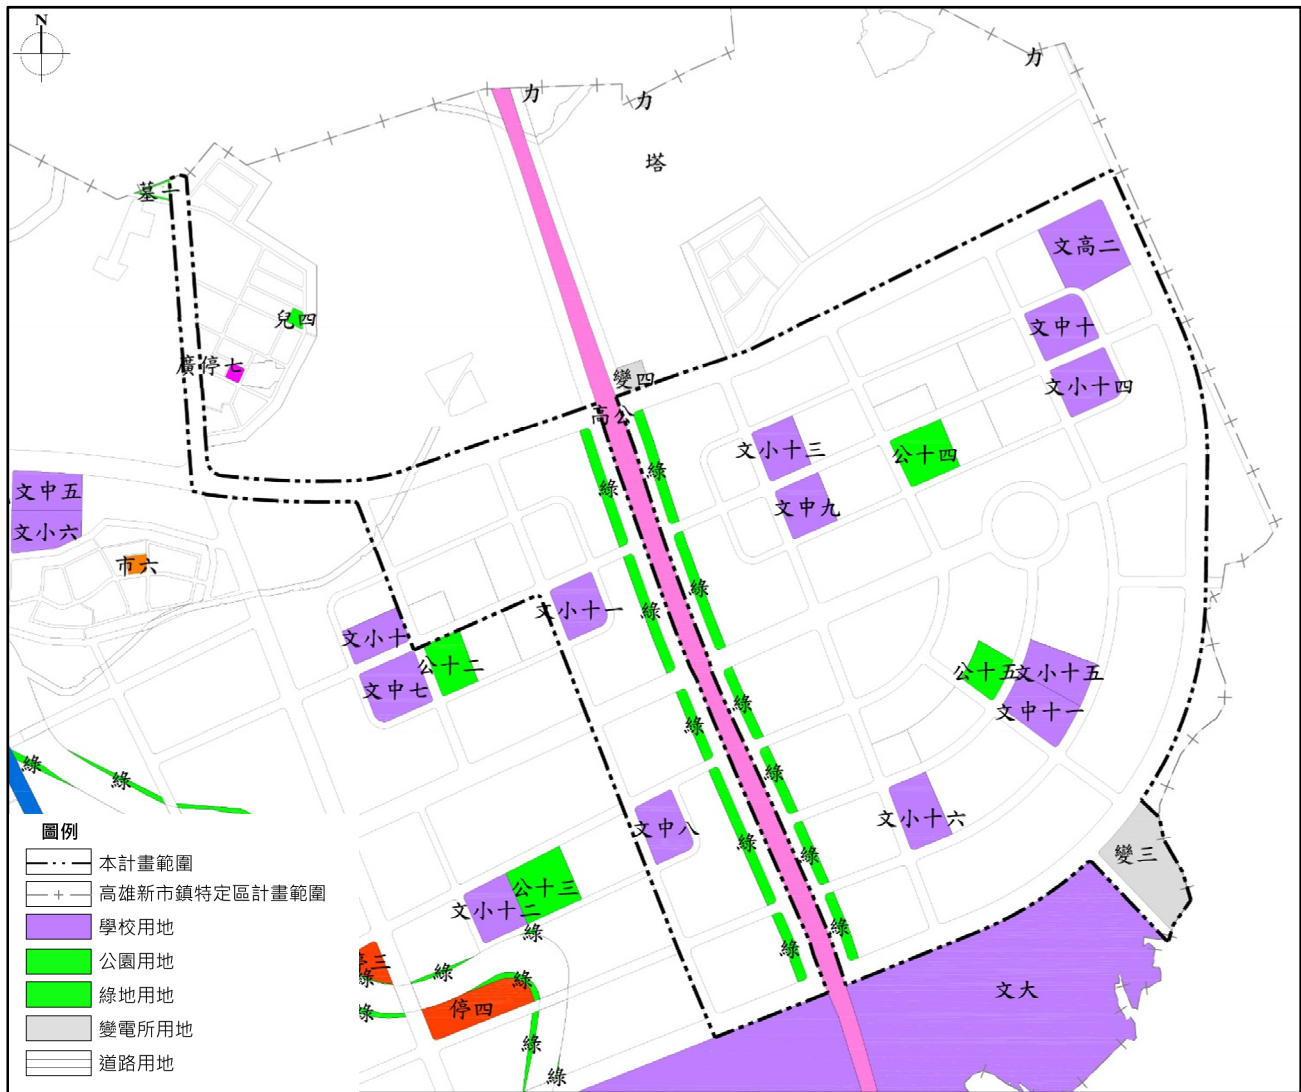 N
力
力
力
塔
墓一
文高二
兒四
文中十
廣停七
變四
文小十四
公高
文小十三
公十四
綠
綠
文中五
文中九
文小六
市六
綠
文小十一
綠
文小十
公十二
文中七
公十五
文小十五
綠
文中十一
綠
綠
綠
綠
文小十六
文中八
綠
綠
變三
公十三
文小十二
綠
綠
綠
文大
綠
綠
綠
停四
綠
綠
綠
圖例
本計畫範圍
高雄新市鎮特定區計畫範圍
學校用地
公園用地
綠地用地
變電所用地
道路用地